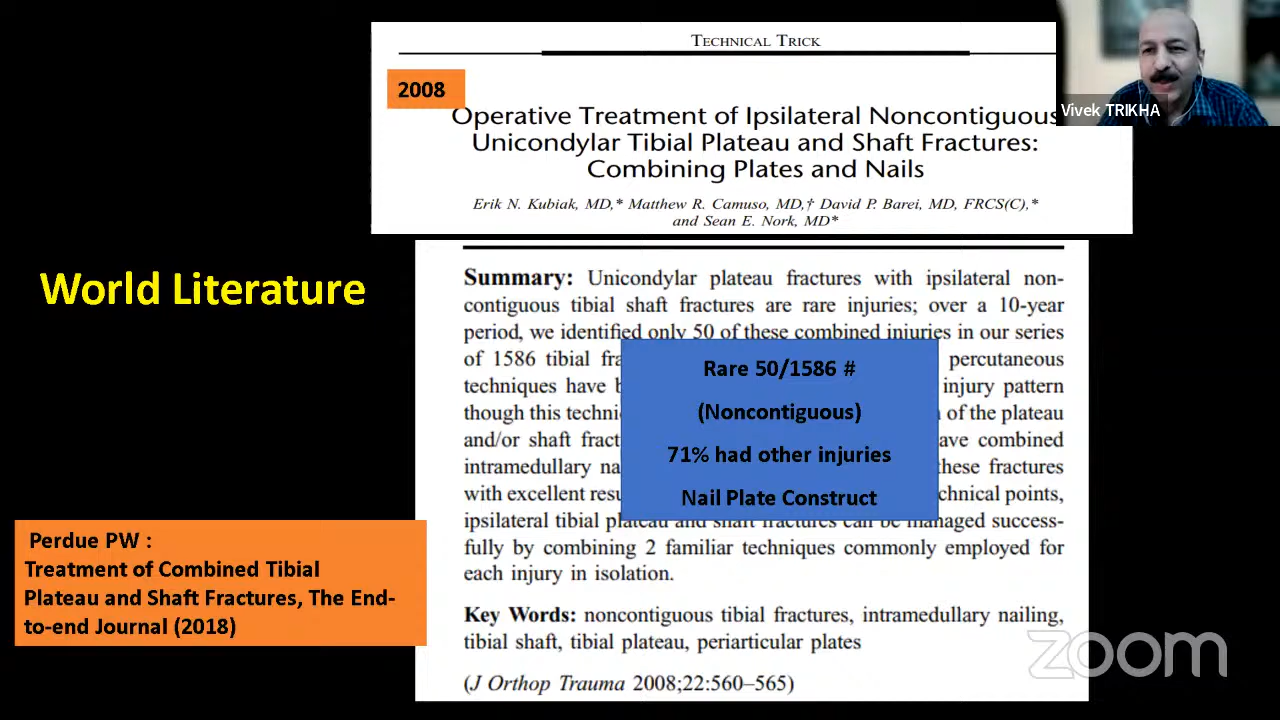 TECHNICAL TRICK
2008
Operative Treatment of Ipsilateral Noncontiguous
Unicondylar Tibial Plateau and Shaft Fractures:
Combining Plates and Nails
Erik N. Kubiak, MD,* Matthew R. Camuso, MD,† David P. Barei, MD, FRCS(C),*
and Sean E. Nork, MD*
Vivek TRIKHA
World Literature
Summary: Unicondylar plateau fractures with ipsilateral non-
contiguous tibial shaft fractures are rare injuries; over a 10-year
period, we identified only 50 of these combined injuries in our series
of 1586 tibial percutaneous
techniques have injury pattern
though this of the plateau
and/or shaft combined
intramedullary these fractures
with excellent points,
ipsilateral tibial plateau and shaft fractures can be managed success-
fully by combining 2 familiar techniques commonly employed for
each injury in isolation.
Key Words: noncontiguous tibial fractures, intramedullary nailing,
tibial shaft, tibial plateau, periarticular plates
(J Orthop Trauma 2008;22:560–565)
Rare 50/1586 #
(Noncontiguous)
71% had other injuries
Nail Plate Construct
Perdue PW :
Treatment of Combined Tibial
Plateau and Shaft Fractures, The End-
to-end Journal (2018)
zoom